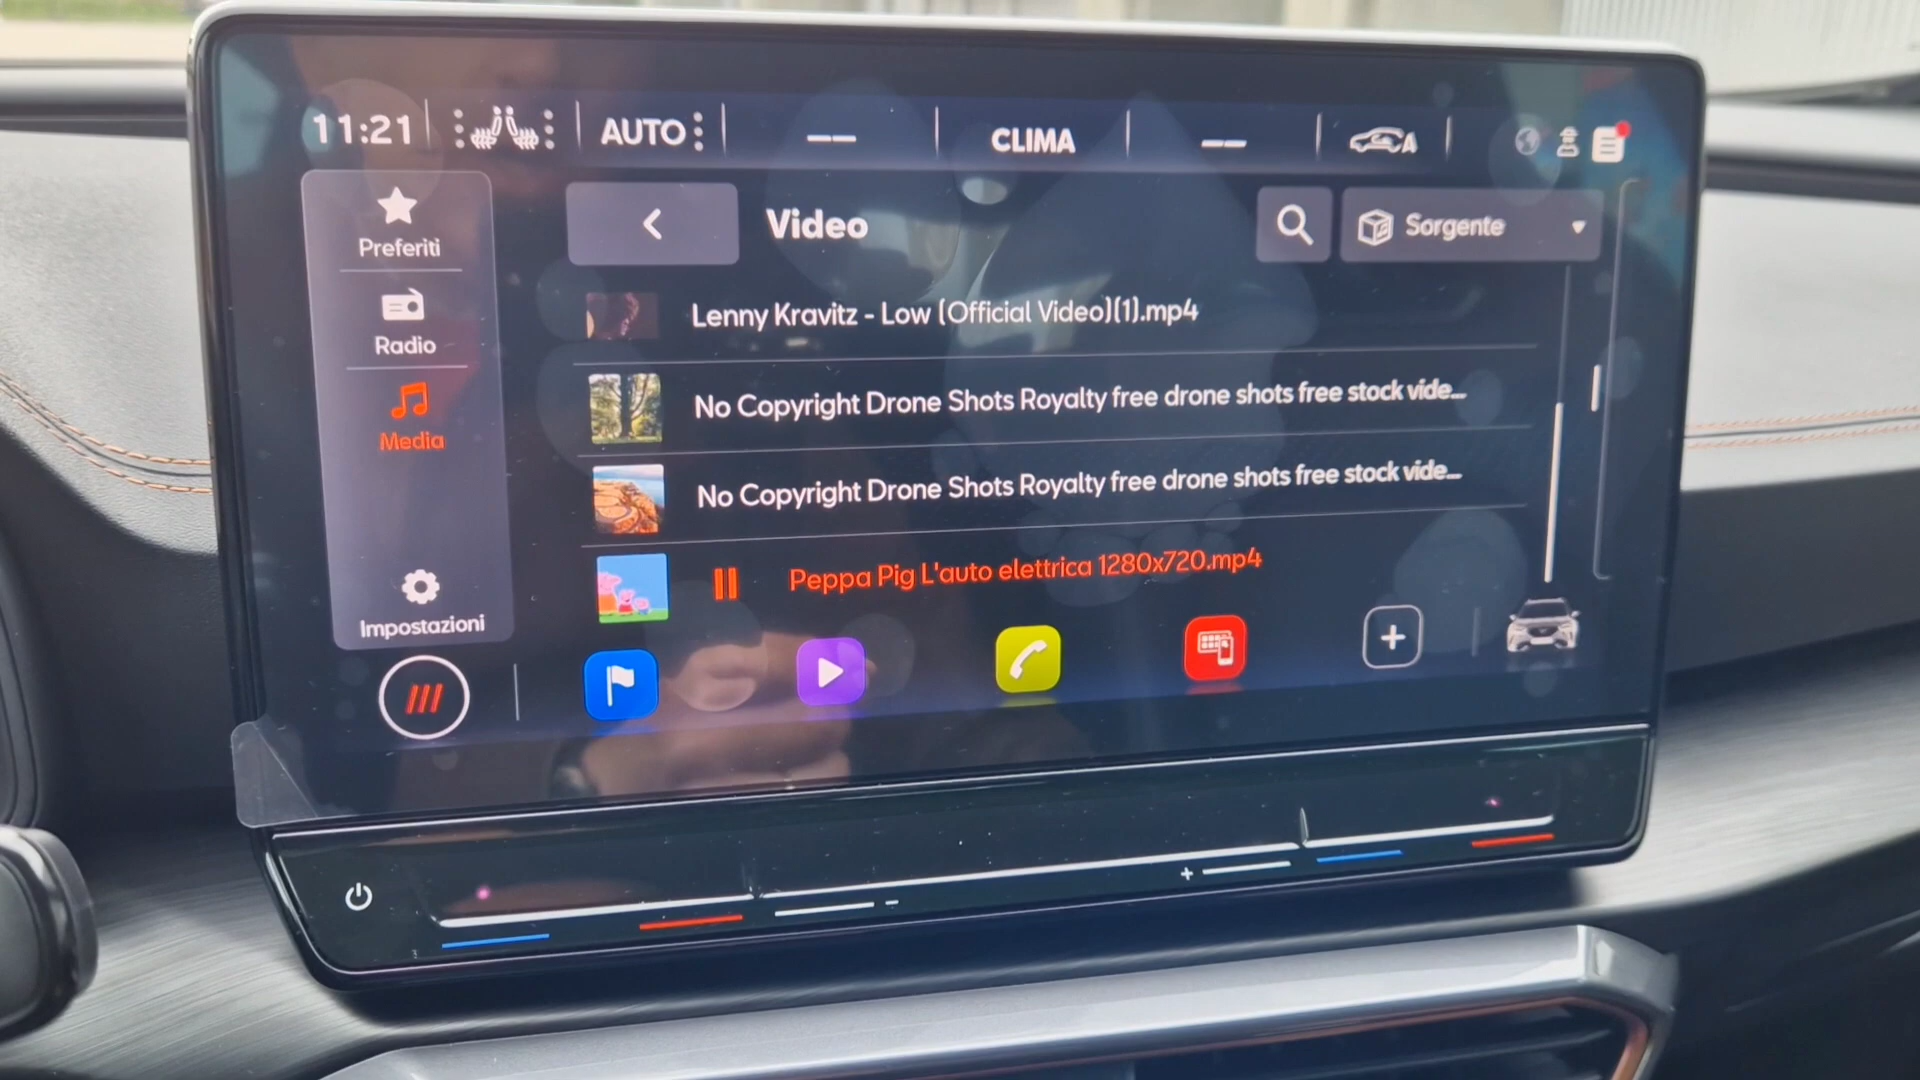 11:21
AUTO
CLIMA
A
Preferiti
Video
Sorgente
Radio
Lenny Kravitz - Low (Official Video)(1).mp4
Media
No Copyright Drone Shots Royalty free drone shots free stock vide...
No Copyright Drone Shots Royalty free drone shots free stock vide...
Peppa Pig L'auto elettrica 1280x720.mp4
Impostazioni